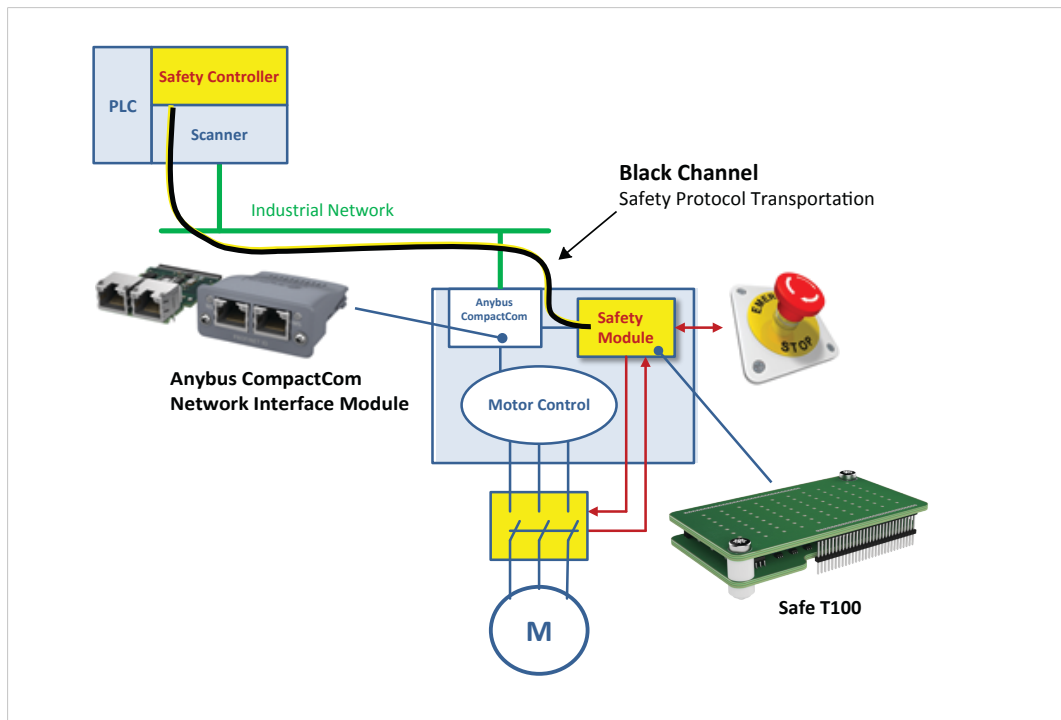 PLC
Safety Controller
Scanner
Industrial Network
Black Channel
Safety Protocol Transportation
Anybus
CompactCom
Safety
Module
EMER
STOP
Anybus CompactCom
Network Interface Module
Motor Control
M
Safe T100